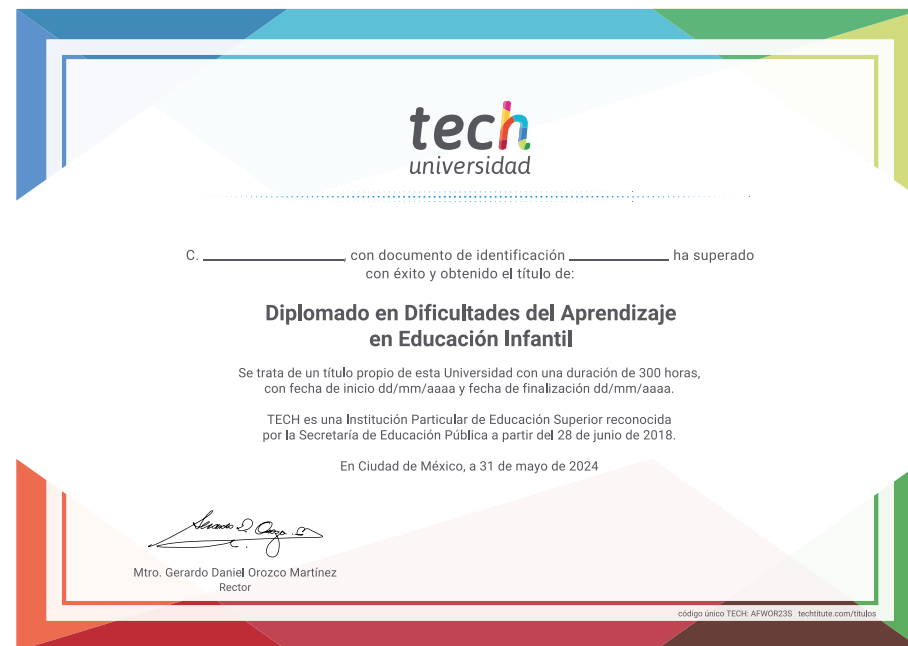 tech
universidad
C. ____________, con documento de identificación ____________ ha superado
con éxito y obtenido el título de:
Diplomado en Dificultades del Aprendizaje
en Educación Infantil
Se trata de un título propio de esta Universidad con una duración de 300 horas,
con fecha de inicio dd/mm/aaaa y fecha de finalización dd/mm/aaaa.
TECH es una Institución Particular de Educación Superior reconocida
por la Secretaría de Educación Pública a partir del 28 de junio de 2018.
En Ciudad de México, a 31 de mayo de 2024
Mtro. Gerardo Daniel Orozco Martínez
Rector
código único TECH: AFWOR23S techtitute.com/titulos